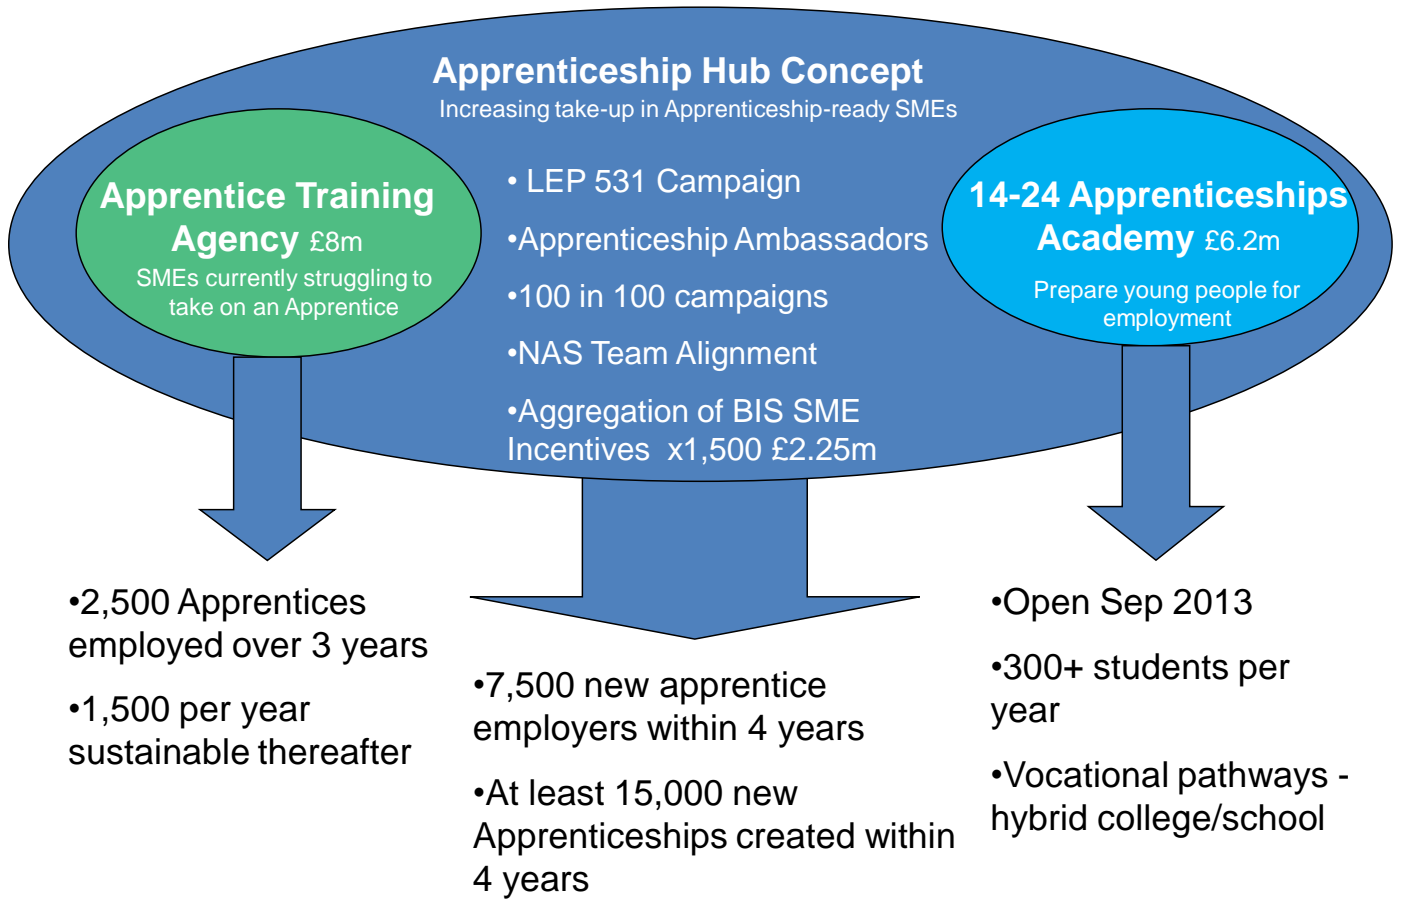 Apprenticeship Hub Concept
Increasing take-up in Apprenticeship-ready SMEs
Apprentice Training
Agency £8m
SMEs currently struggling to
take on an Apprentice
• LEP 531 Campaign
•Apprenticeship Ambassadors
•100 in 100 campaigns
•NAS Team Alignment
•Aggregation of BIS SME
Incentives x1,500 £2.25m
14-24 Apprenticeships
Academy £6.2m
Prepare young people for
employment
•2,500 Apprentices
employed over 3 years
•1,500 per year
sustainable thereafter
•7,500 new apprentice
employers within 4 years
•At least 15,000 new
Apprenticeships created within
4 years
•Open Sep 2013
•300+ students per
year
•Vocational pathways -
hybrid college/school